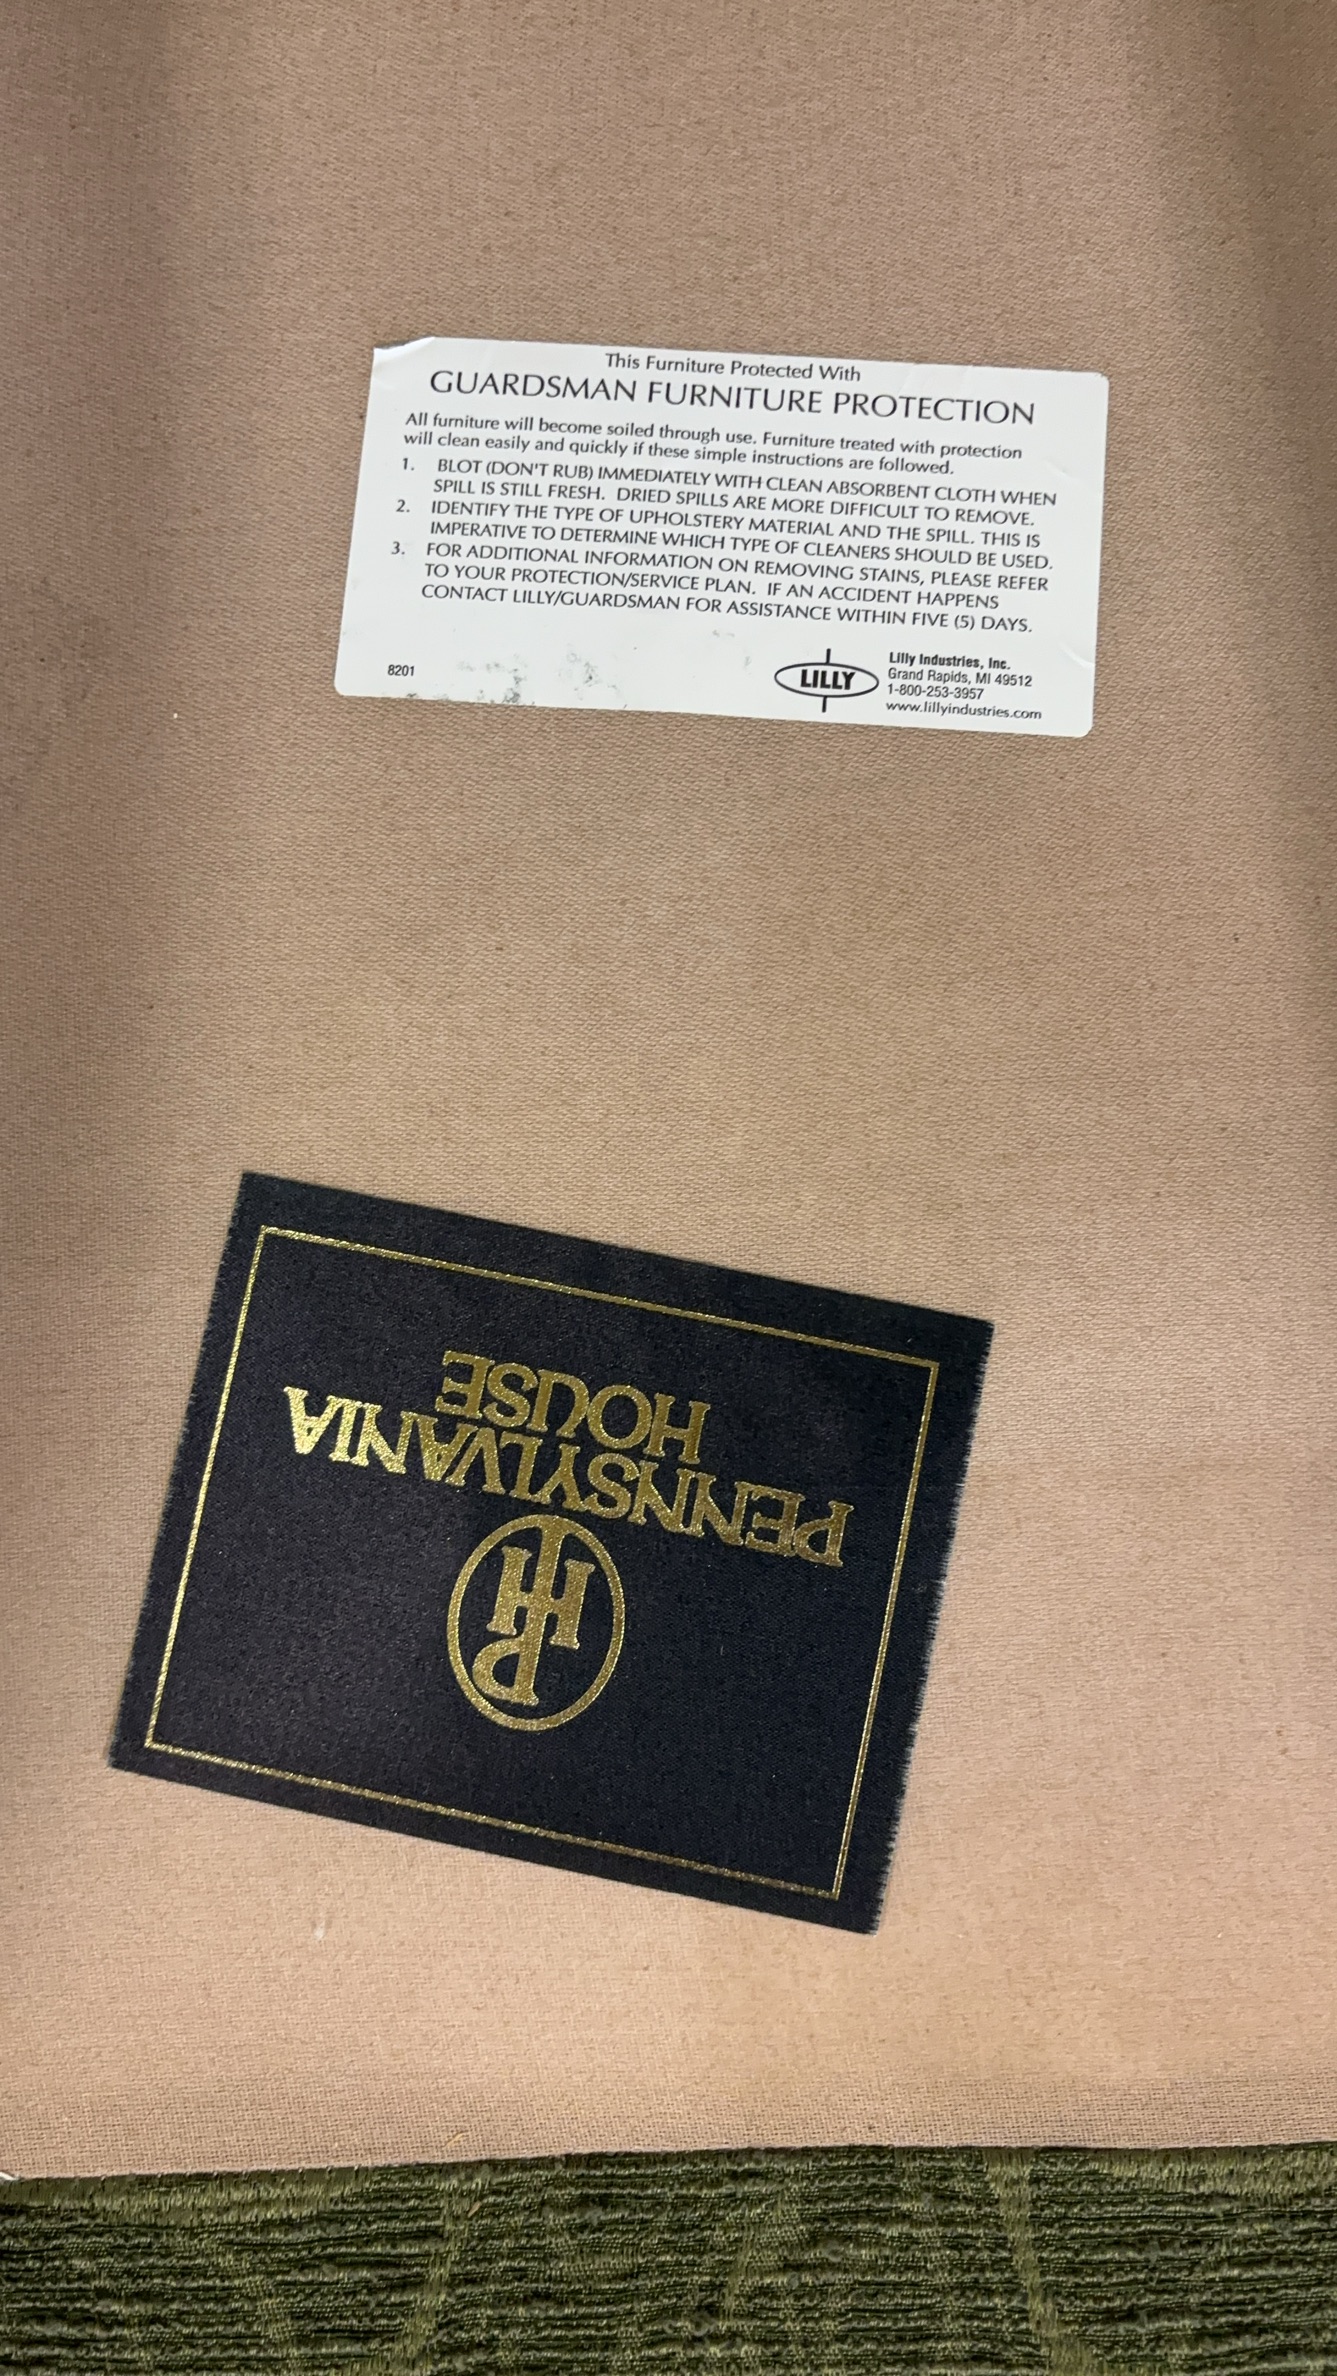 This Furniture Protected With
GUARDSMAN FURNITURE PROTECTION
All furniture will become soiled through use. Furniture treated with protection
will clean easily and quickly if these simple instructions are followed.
1. BLOT (DON'T RUB) IMMEDIATELY WITH CLEAN ABSORBENT CLOTH WHEN
SPILL IS STILL FRESH. DRIED SPILLS ARE MORE DIFFICULT TO REMOVE.
2. IDENTIFY THE TYPE OF UPHOLSTERY MATERIAL AND THE SPILL. THIS IS
IMPERATIVE TO DETERMINE WHICH TYPE OF CLEANERS SHOULD BE USED.
3. FOR ADDITIONAL INFORMATION ON REMOVING STAINS, PLEASE REFER
TO YOUR PROTECTION/SERVICE PLAN. IF AN ACCIDENT HAPPENS
CONTACT LILLY/GUARDSMAN FOR ASSISTANCE WITHIN FIVE (5) DAYS.
8201
LILLY
Lilly Industries, Inc.
Grand Rapids, MI 49512
1-800-253-3957
www.lillyindustries.com
PH
PENNSYLVANIA
HOUSE